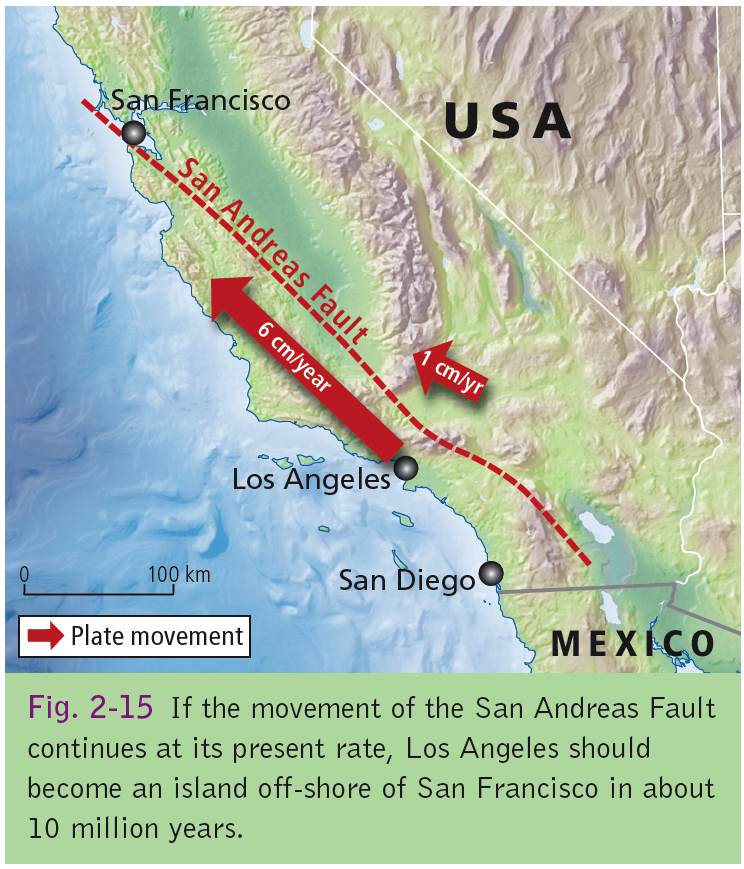 San Francisco
USA
San Andreas Fault
6 cm/year
1 cm/yr
Los Angeles
0 100 km
San Diego
Plate movement
MEXICO
Fig. 2-15 If the movement of the San Andreas Fault
continues at its present rate, Los Angeles should
become an island off-shore of San Francisco in about
10 million years.